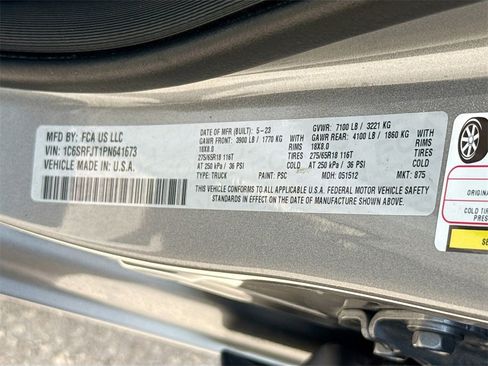 MFD BY: FCA US LLC
VIN: 1C6SRFJT1PN641673
VEHICLE MADE IN: U.S.A.
DATE OF MFR (BUILT): 5-23 GVWR: 7100 LB / 3221 KG
GAWR FRONT: 3900 LB / 1770 KG WITH GAWR REAR: 4100 LB / 1860 KG WITH
18X8.0 RIMS 18X8.0 RIMS
275/65R18 116T TIRES 275/65R18 116T TIRES
AT 250 kPa / 36 PSI COLD AT 250 kPa / 36 PSI COLD
TYPE: TRUCK PAINT: PSC MDH: 051512 MKT: 875
THIS VEHICLE CONFORMS TO ALL APPLICABLE U.S.A. FEDERAL MOTOR VEHICLE SAFETY
STANDARDS IN EFFECT ON THE DATE OF MANUFACTURE SHOWN ABOVE.
COLD TI